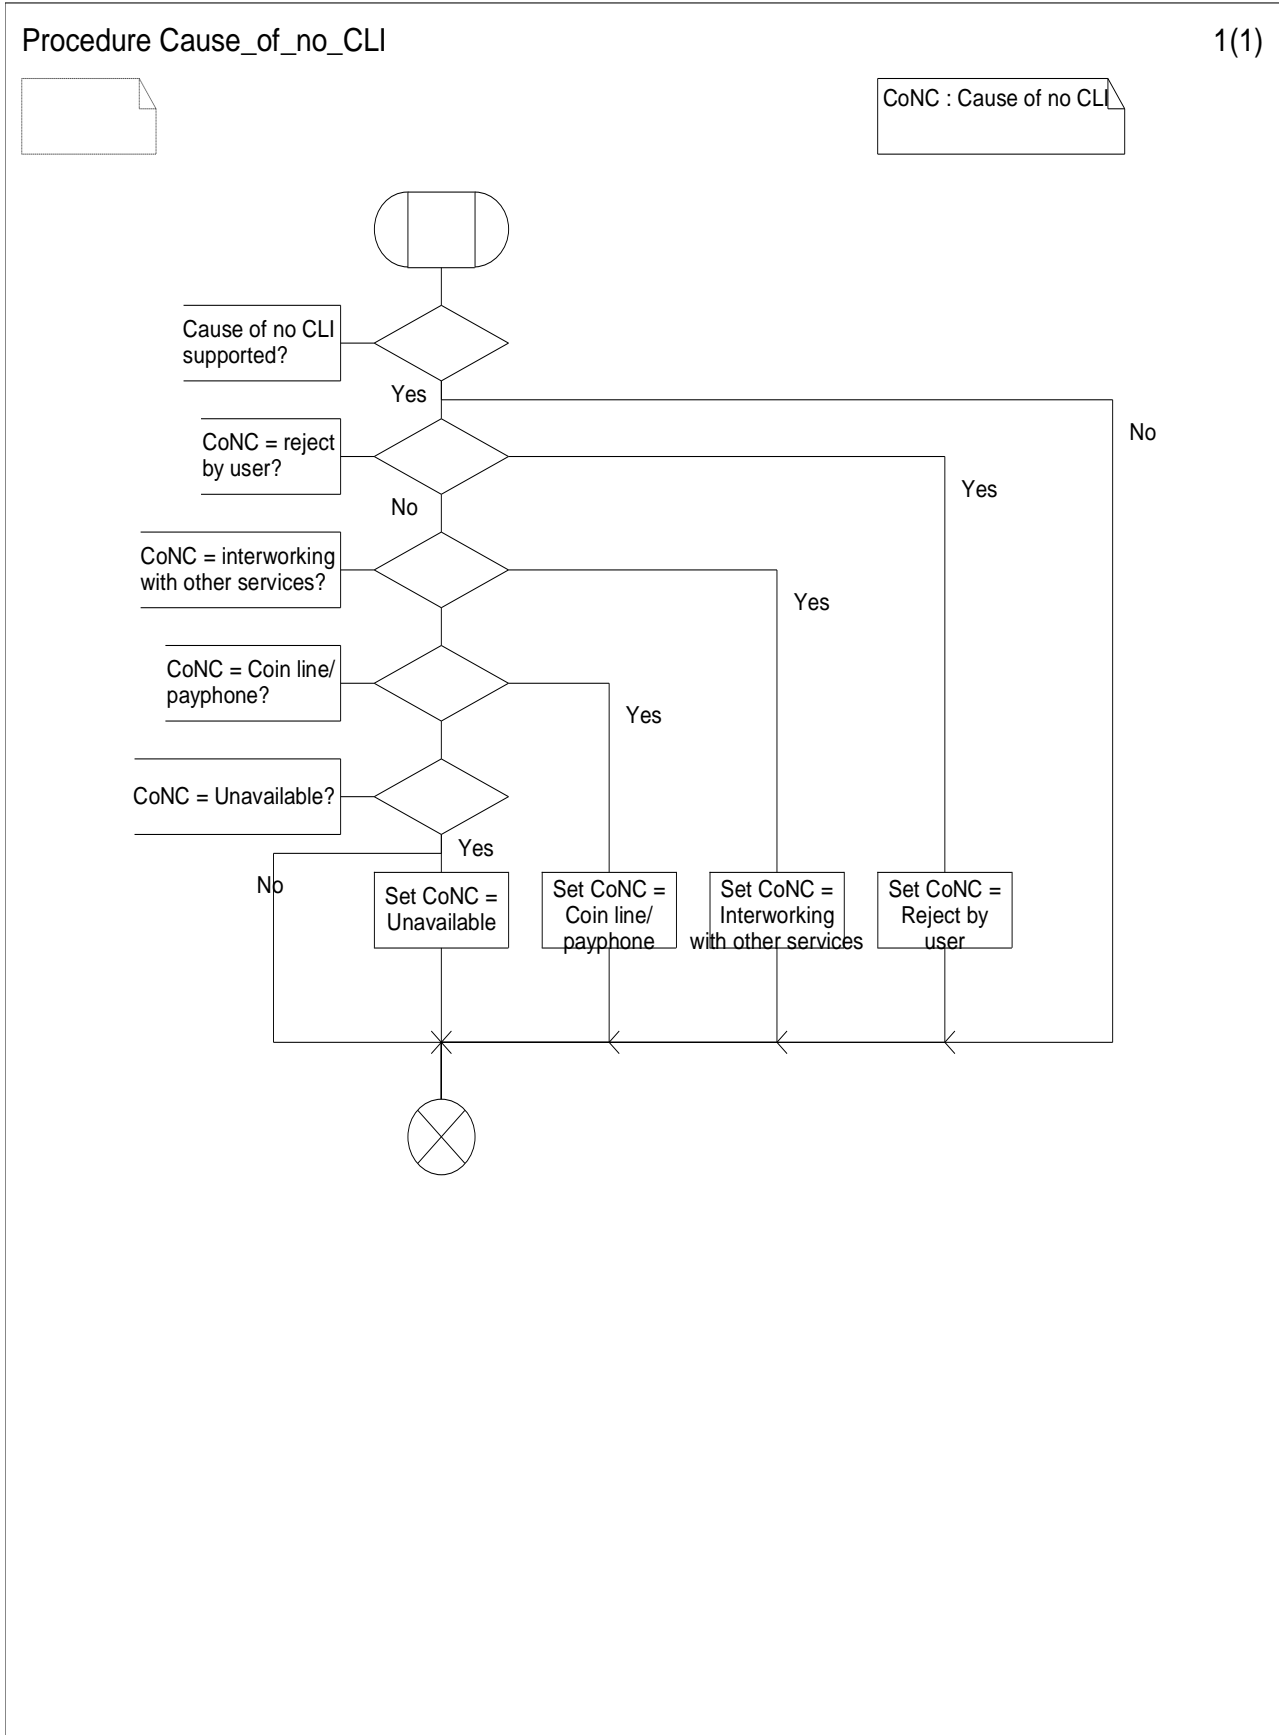 Procedure Cause_of_no_CLI
1(1)
CoNC : Cause of no CLI
Cause of no CLI
supported?
Yes
No
CoNC = reject
by user?
Yes
No
CoNC = interworking
with other services?
Yes
CoNC = Coin line/
payphone?
Yes
CoNC = Unavailable?
Yes
No
Set CoNC =
Unavailable
Set CoNC =
Coin line/
payphone
Set CoNC =
Interworking
with other services
Set CoNC =
Reject by
user